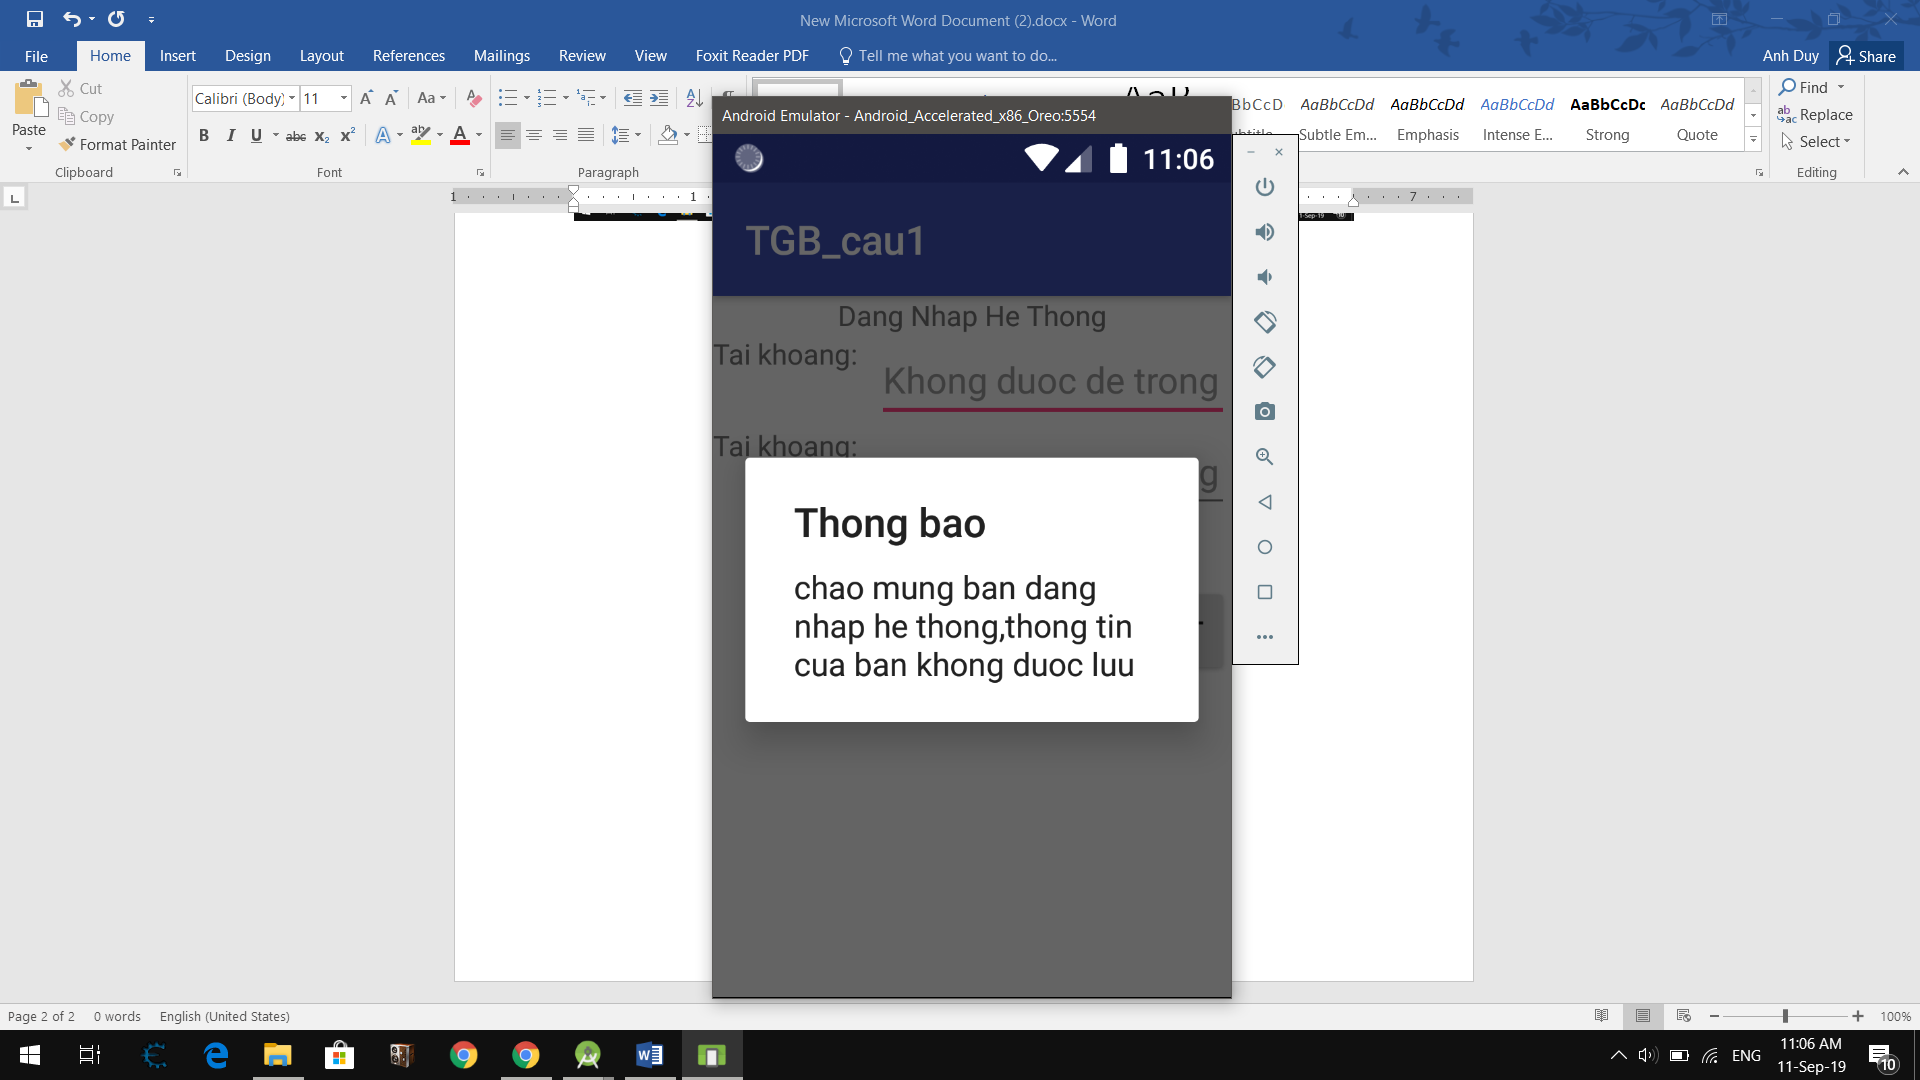 New Microsoft Word Document (2).docx - Word
File Home Insert Design Layout References Mailings Review View Foxit Reader PDF Tell me what you want to do... Anh Duy Share
Paste
Cut
Copy
Format Painter
Clipboard
Calibri (Body) 11
Font
Paragraph
AaBbCcDd AaBbCcDd AaBbCcDd AaBbCcDc AaBbCcDd
Subtle Em... Emphasis Intense E... Strong Quote
Find
Replace
Select
Editing
1 1 7
Android Emulator - Android_Accelerated_x86_Oreo:5554
11:06
TGB_cau1
Dang Nhap He Thong
Tai khoang:
Khong duoc de trong
Tai khoang:
g
Thong bao
chao mung ban dang
nhap he thong,thong tin
cua ban khong duoc luu
Page 2 of 2 0 words English (United States) 100%
ENG
11:06 AM
11-Sep-19
10